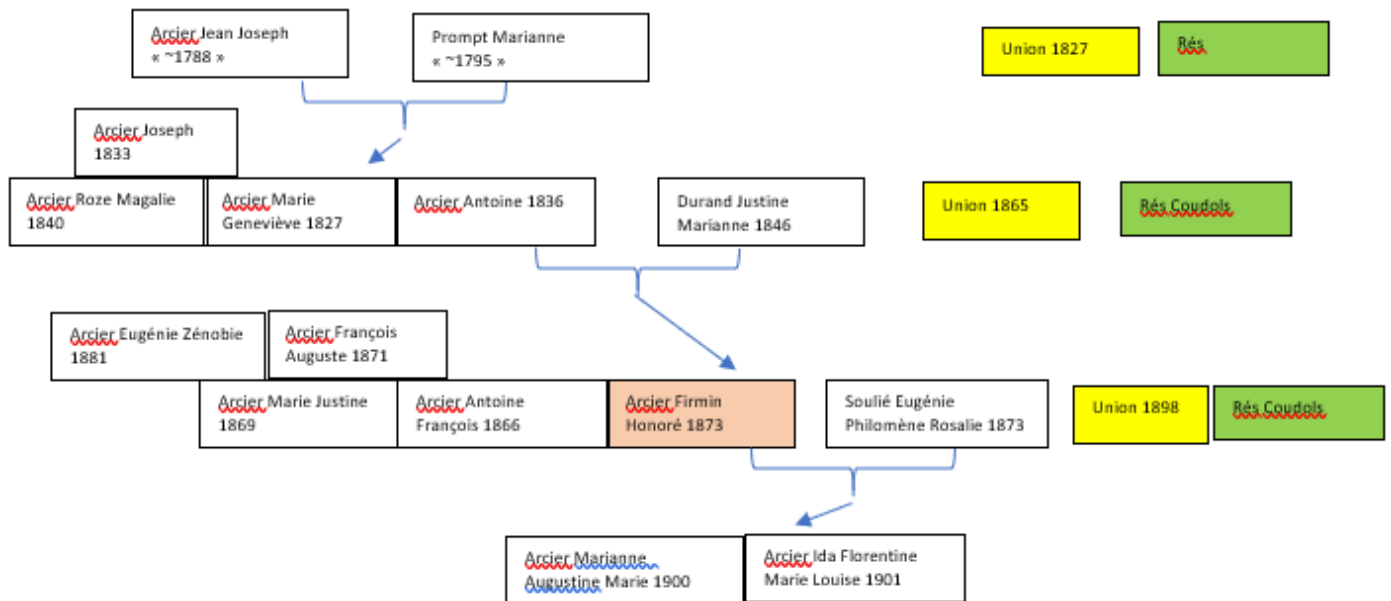 Arcier Jean Joseph
« ~1788 »
Prompt Marianne
« ~1795 »
Union 1827
Rés
Arcier Joseph
1833
Arcier Roze Magalie
1840
Arcier Marie
Geneviève 1827
Arcier Antoine 1836
Durand Justine
Marianne 1846
Union 1865
Rés Coudols
Arcier Eugénie Zénobie
1881
Arcier François
Auguste 1871
Arcier Marie Justine
1869
Arcier Antoine
François 1866
Arcier Firmin
Honoré 1873
Soulié Eugénie
Philomène Rosalie 1873
Union 1898
Rés Coudols
Arcier Marianne
Augustine Marie 1900
Arcier Ida Florentine
Marie Louise 1901